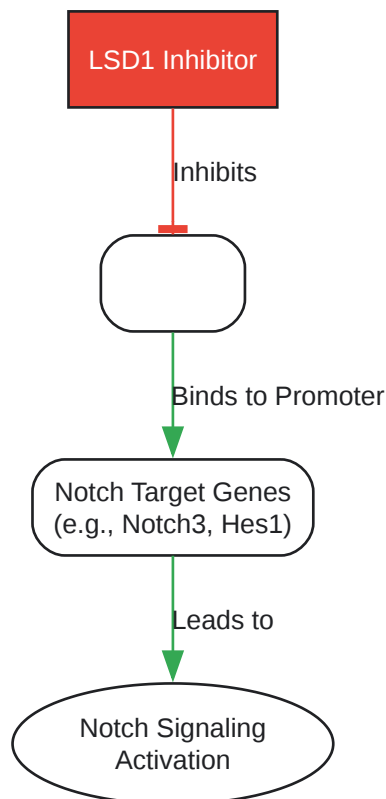 LSD1 Inhibitor
Inhibits
Binds to Promoter
Notch Target Genes
(e.g., Notch3, Hes1)
Leads to
Notch Signaling
Activation